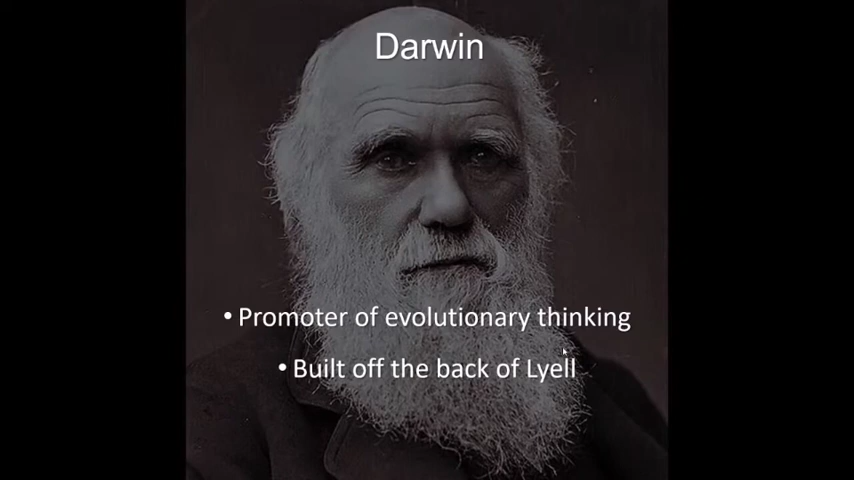 Darwin
• Promoter of evolutionary thinking
• Built off the back of Lyell